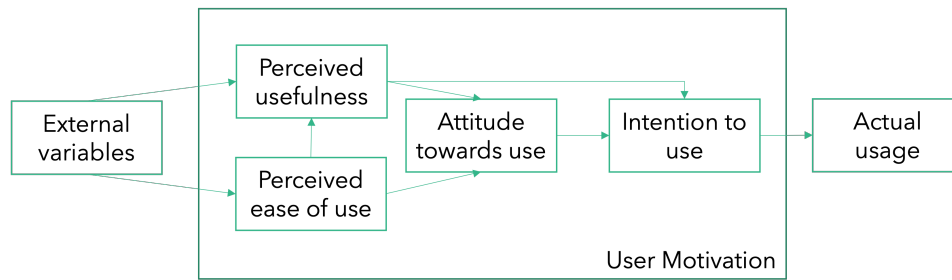 External
variables
Perceived
usefulness
Perceived
ease of use
Attitude
towards use
Intention to
use
Actual
usage
User Motivation